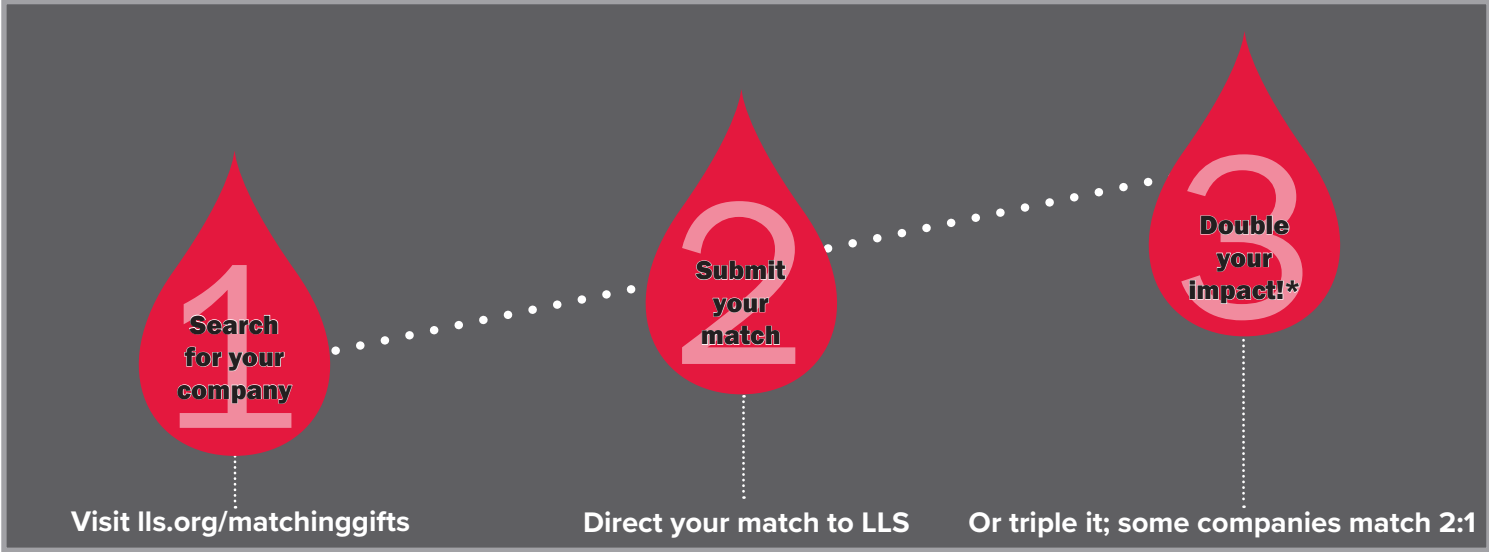 1
Search
for your
company
Visit lls.org/matchinggifts
2
Submit
your
match
Direct your match to LLS
3
Double
your
impact!*
Or triple it; some companies match 2:1